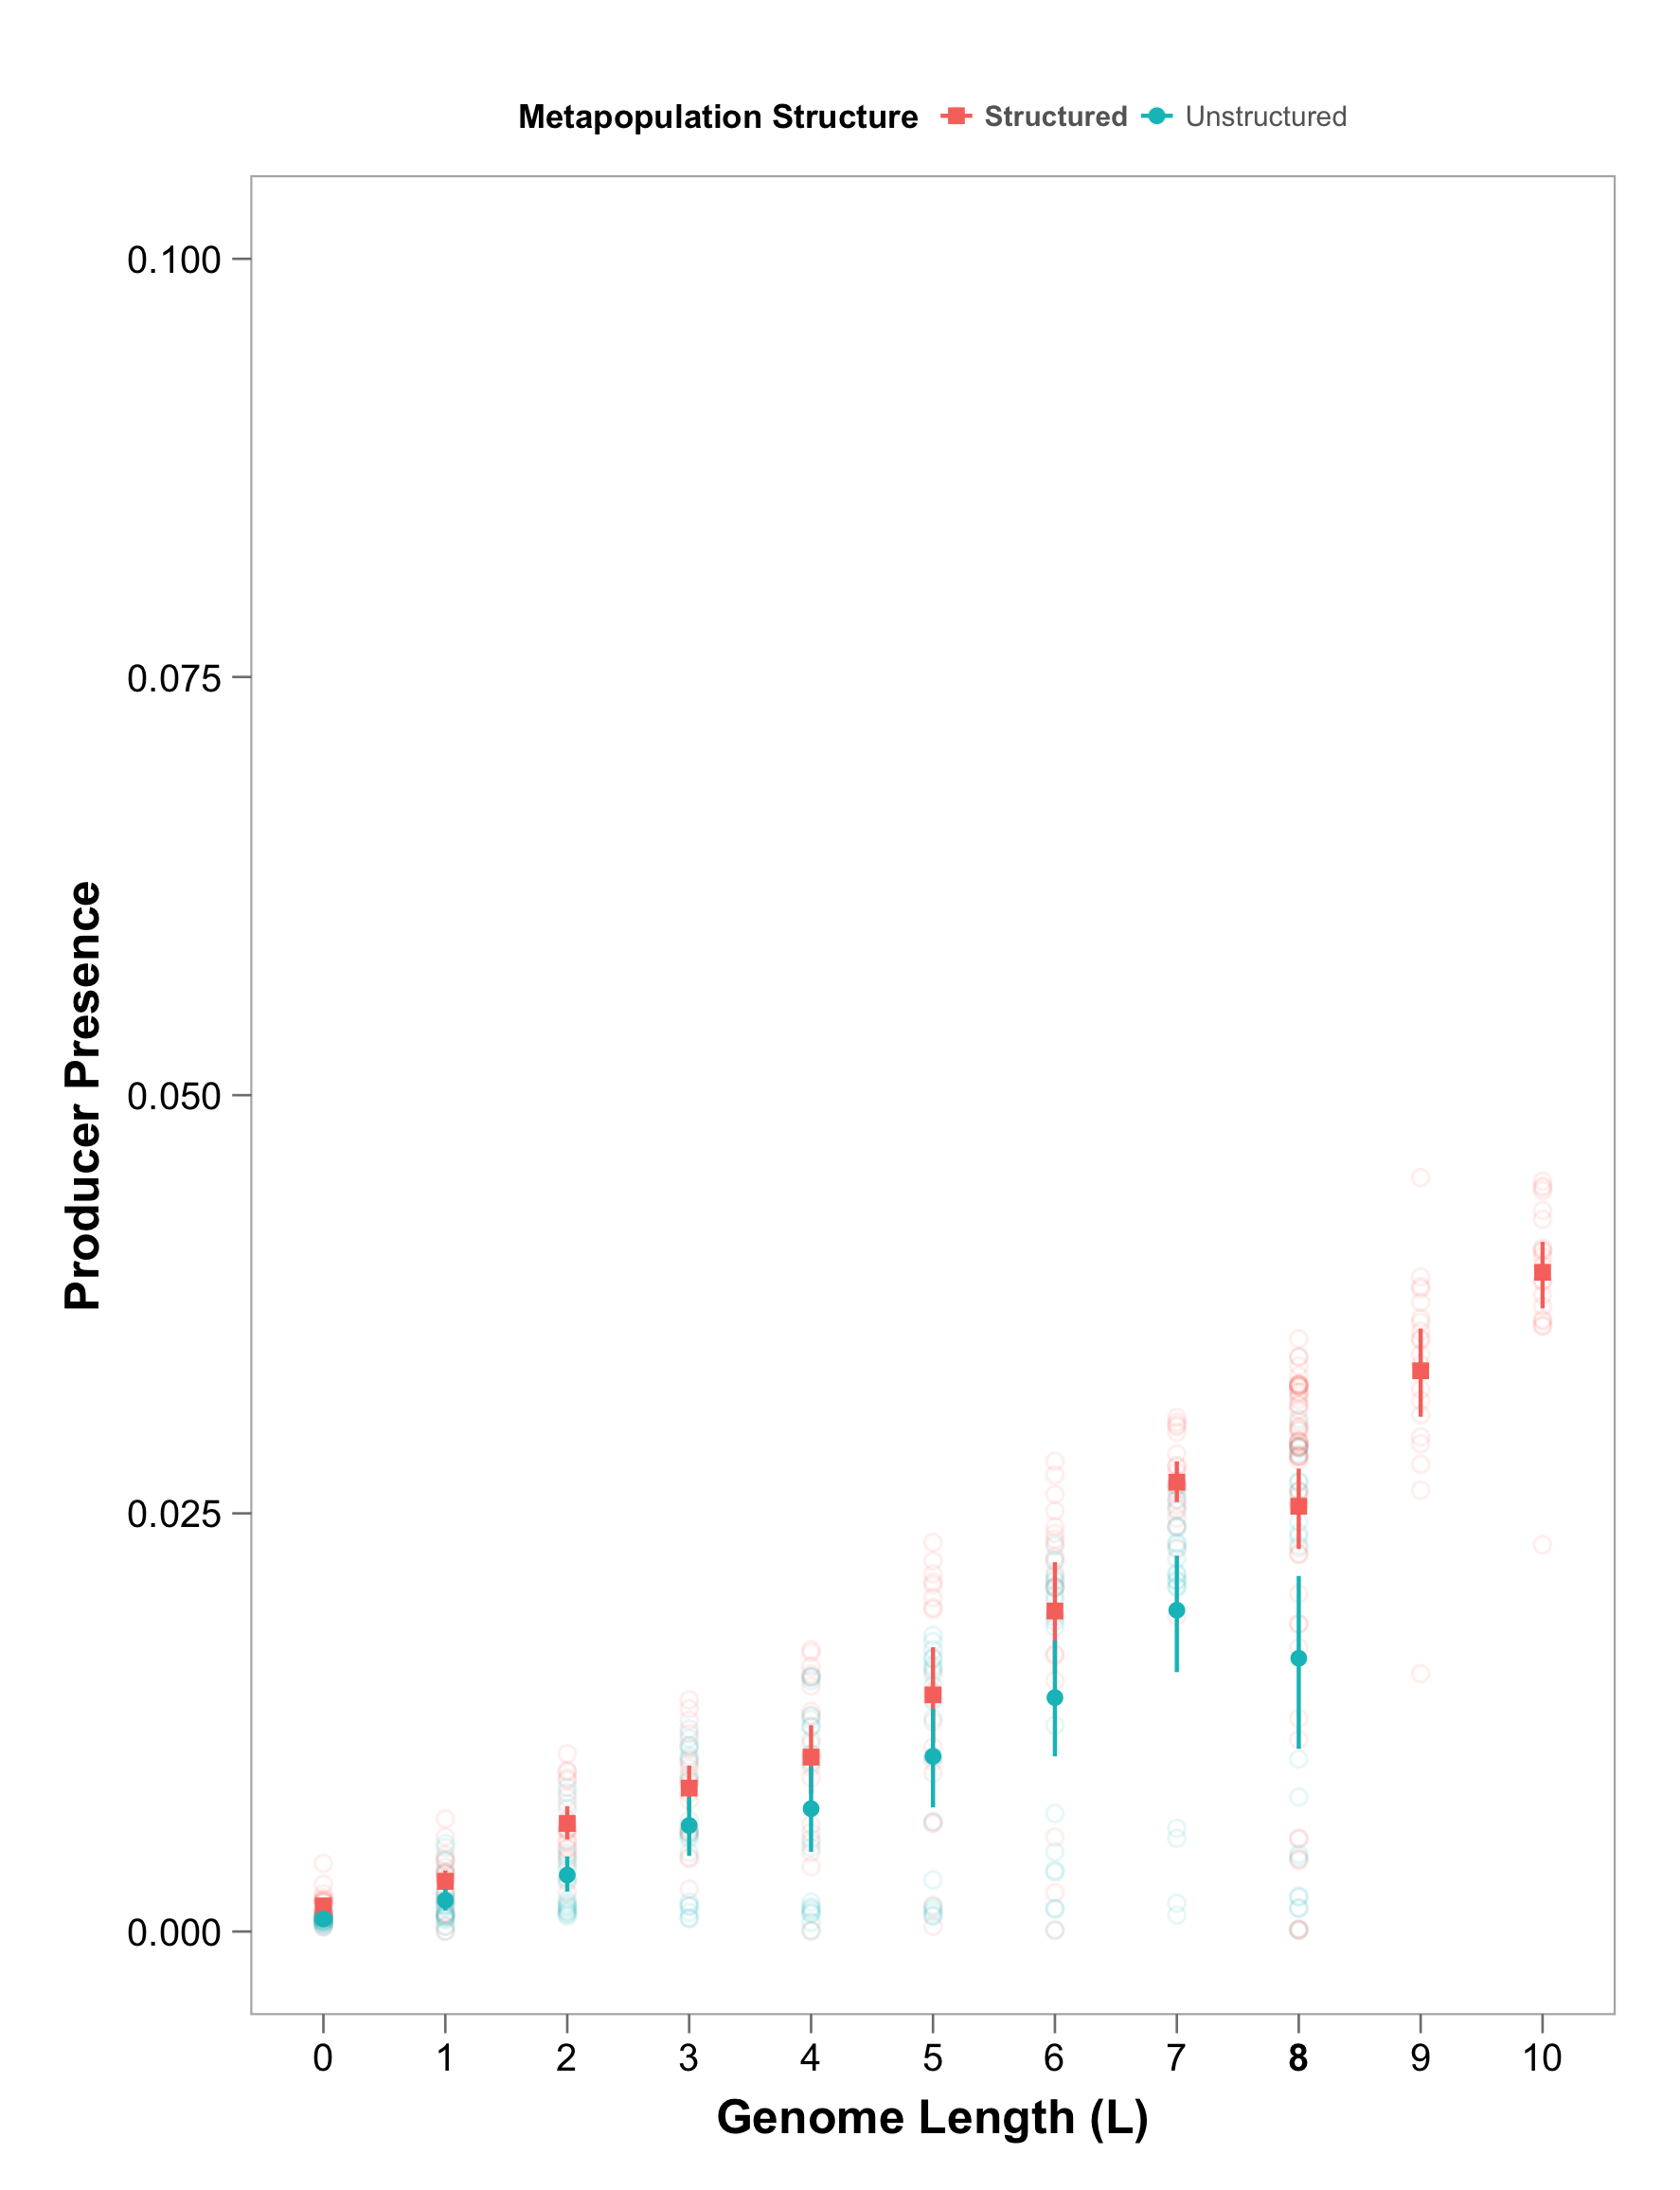 Metapopulation Structure Structured Unstructured
Producer Presence
0.100
0.075
0.050
0.025
0.000
0 1 2 3 4 5 6 7 8 9 10
Genome Length (L)